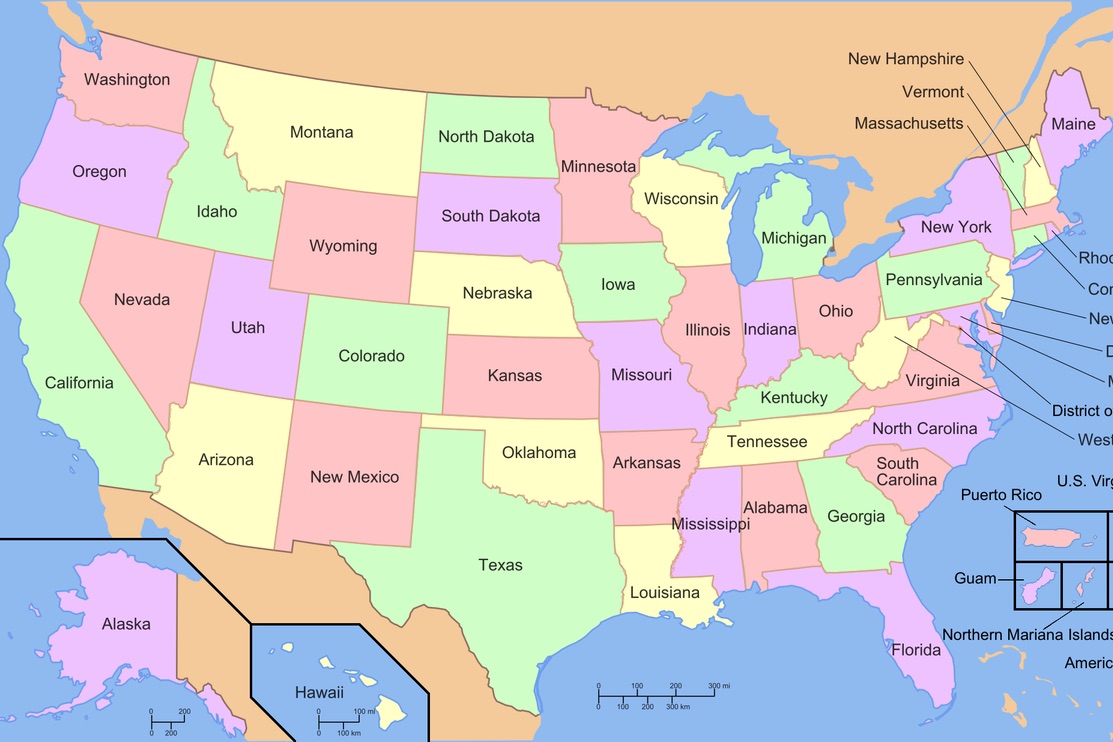 New Hampshire
Vermont
Massachusetts
Washington
Montana
North Dakota
Minnesota
Maine
Oregon
Idaho
Wyoming
South Dakota
Wisconsin
Michigan
New York
Rhod
Con
New
D
M
District o
West
Nevada
Utah
Colorado
Nebraska
Iowa
Illinois
Indiana
Ohio
Pennsylvania
California
Kansas
Missouri
Kentucky
Virginia
Arizona
New Mexico
Oklahoma
Arkansas
Tennessee
North Carolina
South
Carolina
Texas
Louisiana
Mississippi
Alabama
Georgia
Florida
U.S. Virg
Puerto Rico
Guam
Northern Mariana Islands
Americ
Alaska
0 200
0 200
Hawaii
0 100 mi
0 100 km
0 100 200 300 mi
0 100 200 300 km